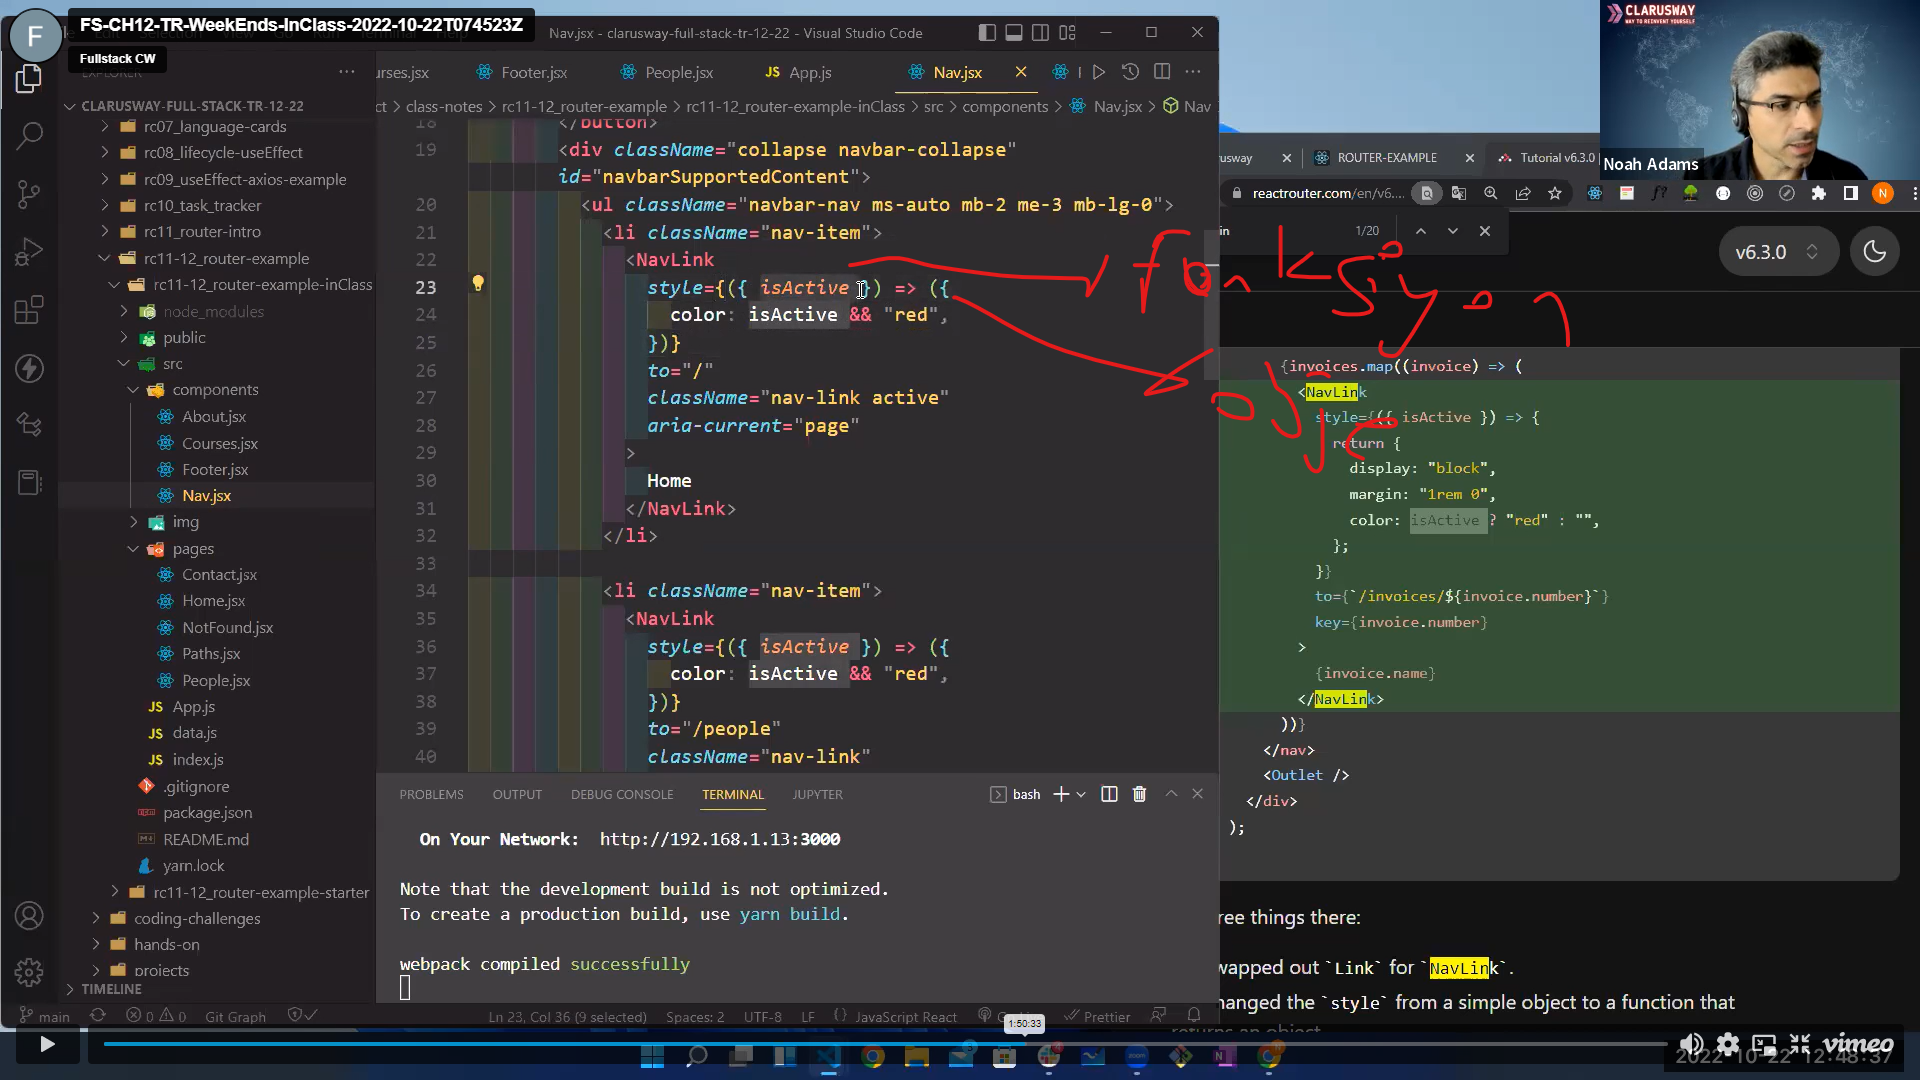 FS-CH12-TR-WeekEnds-InClass-2022-10-22T074523Z
F
Fullstack CW
Nav.jsx - clarusway-full-stack-tr-12-22 - Visual Studio Code
CLARUSWAY
WAY TO REINVENT YOURSELF
Noah Adams
CLARUSWAY-FULL-STACK-TR-12-22
rc07_language-cards
rc08_lifecycle-useEffect
rc09_useEffect-axios-example
rc10_task_tracker
rc11_router-intro
rc11-12_router-example
rc11-12_router-example-inClass
node_modules
public
src
components
About.jsx
Courses.jsx
Footer.jsx
Nav.jsx
img
pages
Contact.jsx
Home.jsx
NotFound.jsx
Paths.jsx
People.jsx
App.js
data.js
index.js
.gitignore
package.json
README.md
yarn.lock
rc11-12_router-example-starter
coding-challenges
hands-on
projects
TIMELINE
urses.jsx Footer.jsx People.jsx App.js Nav.jsx
ct > class-notes > rc11-12_router-example > rc11-12_router-example-inClass > src > components > Nav.jsx > Nav
18 </button>
19 <div className="collapse navbar-collapse"
id="navbarSupportedContent">
20 <ul className="navbar-nav ms-auto mb-2 me-3 mb-lg-0">
21 <li className="nav-item">
22 <NavLink
23 style={({ isActive }) => ({
24 color: isActive && "red",
25 })}
26 to="/"
27 className="nav-link active"
28 aria-current="page"
29 >
30 Home
31 </NavLink>
32 </li>
33
34 <li className="nav-item">
35 <NavLink
36 style={({ isActive }) => ({
37 color: isActive && "red",
38 })}
39 to="/people"
40 className="nav-link"
fonksiyon
obje
PROBLEMS OUTPUT DEBUG CONSOLE TERMINAL JUPYTER
bash
On Your Network: http://192.168.1.13:3000
Note that the development build is not optimized.
To create a production build, use yarn build.
webpack compiled successfully
main 0 0 Git Graph Ln 23, Col 36 (9 selected) Spaces: 2 UTF-8 LF JavaScript React Prettier
usway ROUTER-EXAMPLE Tutorial v6.3.0
reactrouter.com/en/v6...
in 1/20
v6.3.0
{invoices.map((invoice) => (
<NavLink
style={({ isActive }) => {
return {
display: "block",
margin: "1rem 0",
color: isActive ? "red" : "",
};
}}
to={`/invoices/${invoice.number}`}
key={invoice.number}
>
{invoice.name}
</NavLink>
))}
</nav>
<Outlet />
</div>
);
ree things there:
wapped out `Link` for `NavLink`.
hanged the `style` from a simple object to a function that
returns an object
1:50:33
vimeo
2022-10-22 12:48:37